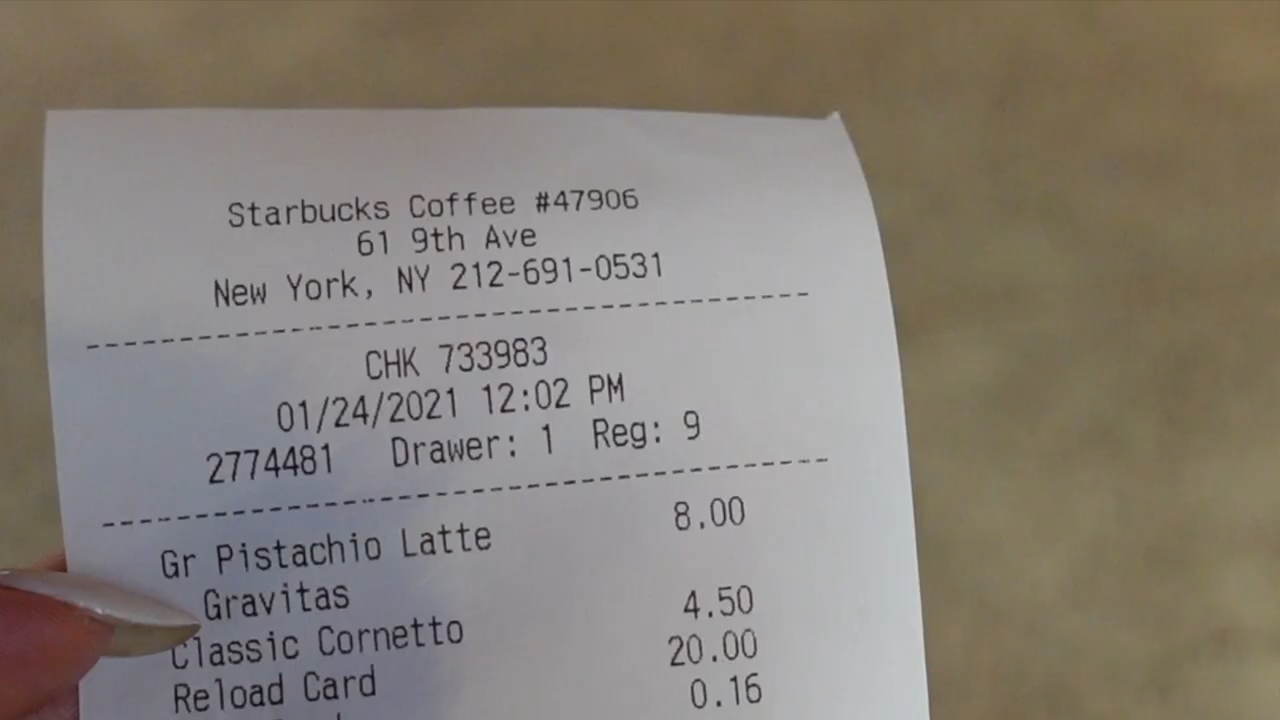 Starbucks Coffee #47906
61 9th Ave
New York, NY 212-691-0531
CHK 733983
01/24/2021 12:02 PM
2774481 Drawer: 1 Reg: 9
Gr Pistachio Latte 8.00
Gravitas
Classic Cornetto 4.50
Reload Card 20.00
0.16